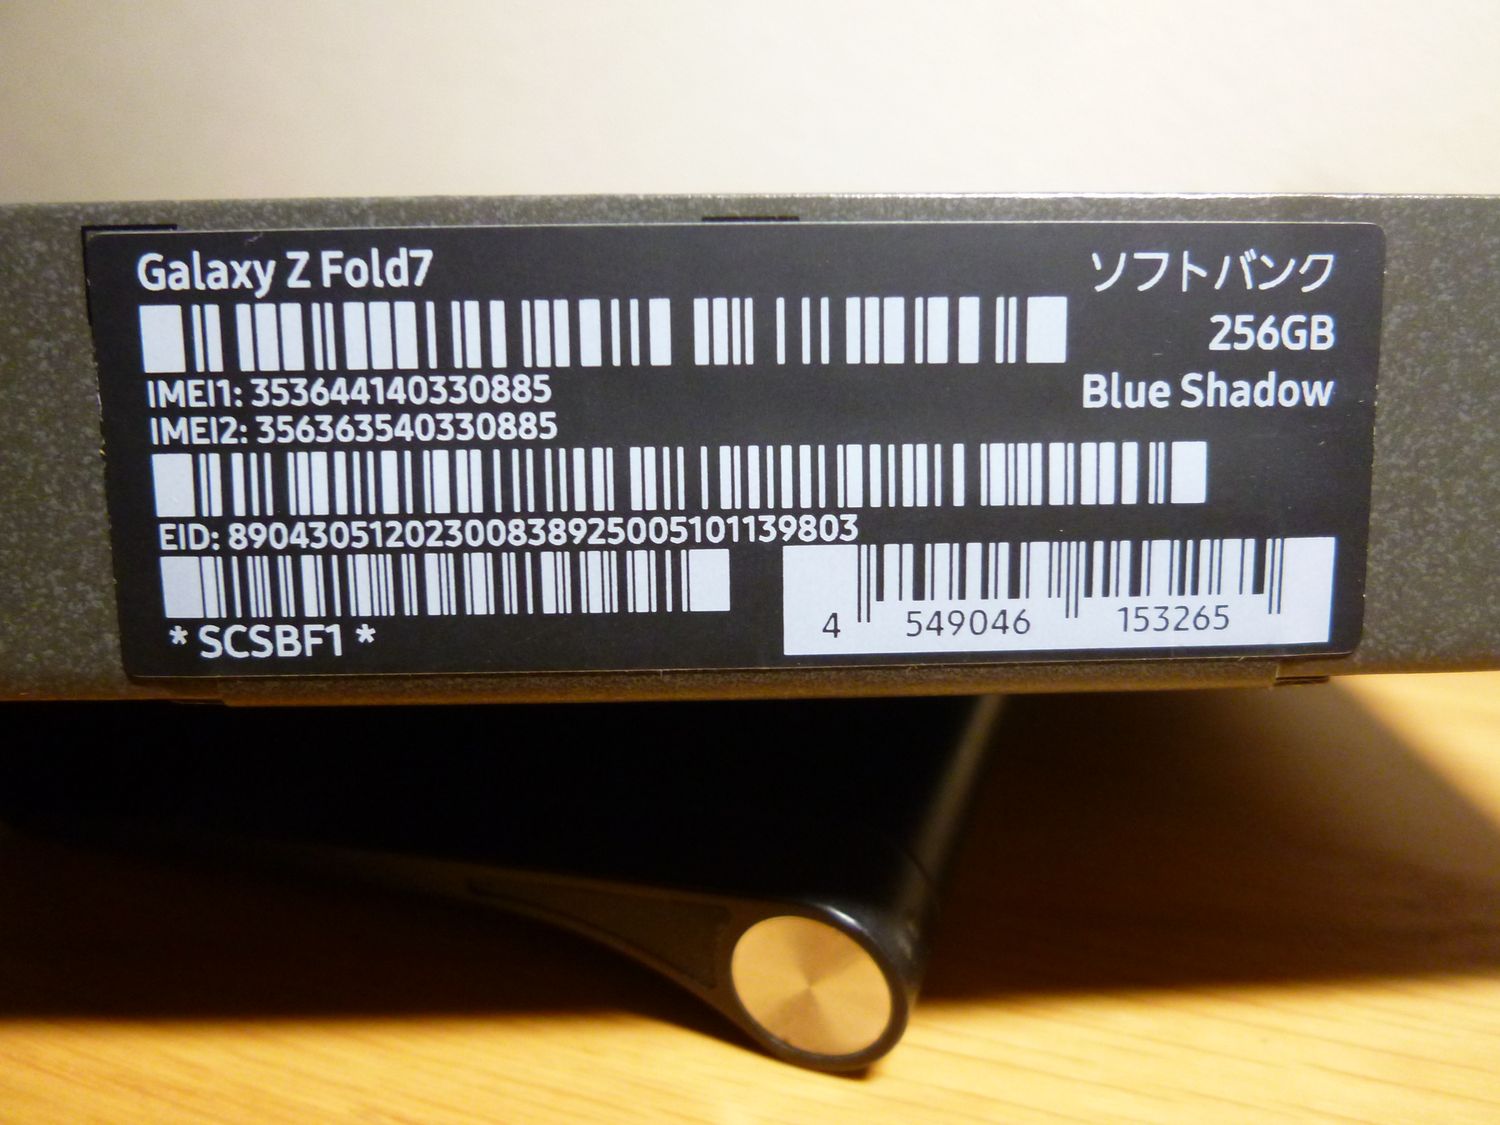 Galaxy Z Fold7
ソフトバンク
256GB
IMEI1: 353644140330885
Blue Shadow
IMEI2: 356363540330885
EID: 89043051202300838925005101139803
* SCSBF1 *
4 549046 153265